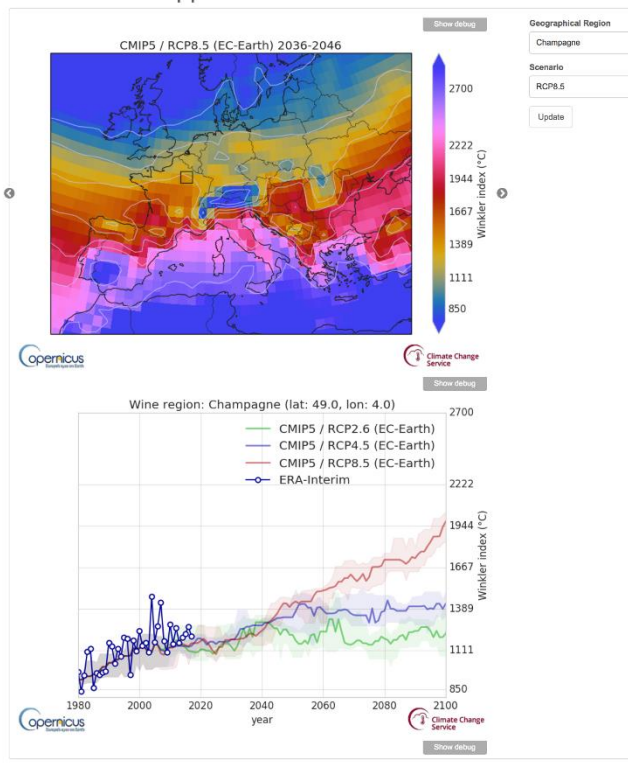 Show debug
Geographical Region
Champagne
Scenario
RCP8.5
Update
CMIP5 / RCP8.5 (EC-Earth) 2036-2046
2700
2222
1944
1667
1389
1111
850
Winkler index (°C)
opernicus
Climate Change
Service
Show debug
Wine region: Champagne (lat: 49.0, lon: 4.0)
CMIP5 / RCP2.6 (EC-Earth)
CMIP5 / RCP4.5 (EC-Earth)
CMIP5 / RCP8.5 (EC-Earth)
ERA-Interim
2700
2222
1944
1667
1389
1111
850
Winkler index (°C)
1980
2000
2020
2040
2060
2080
2100
year
opernicus
Climate Change
Service
Show debug